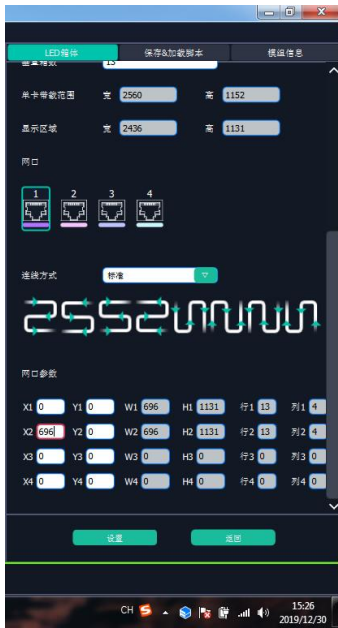 LED箱体 保存&加载脚本 模组信息
垂直箱数 13
单卡带载范围 宽 2560 高 1152
显示区域 宽 2436 高 1131
网口
1 2 3 4
连线方式 标准
网口参数
X1 0 Y1 0 W1 696 H1 1131 行1 13 列1 4
X2 696 Y2 0 W2 696 H2 1131 行2 13 列2 4
X3 0 Y3 0 W3 0 H3 0 行3 0 列3 0
X4 0 Y4 0 W4 0 H4 0 行4 0 列4 0
设置 返回
CH 15:26
2019/12/30